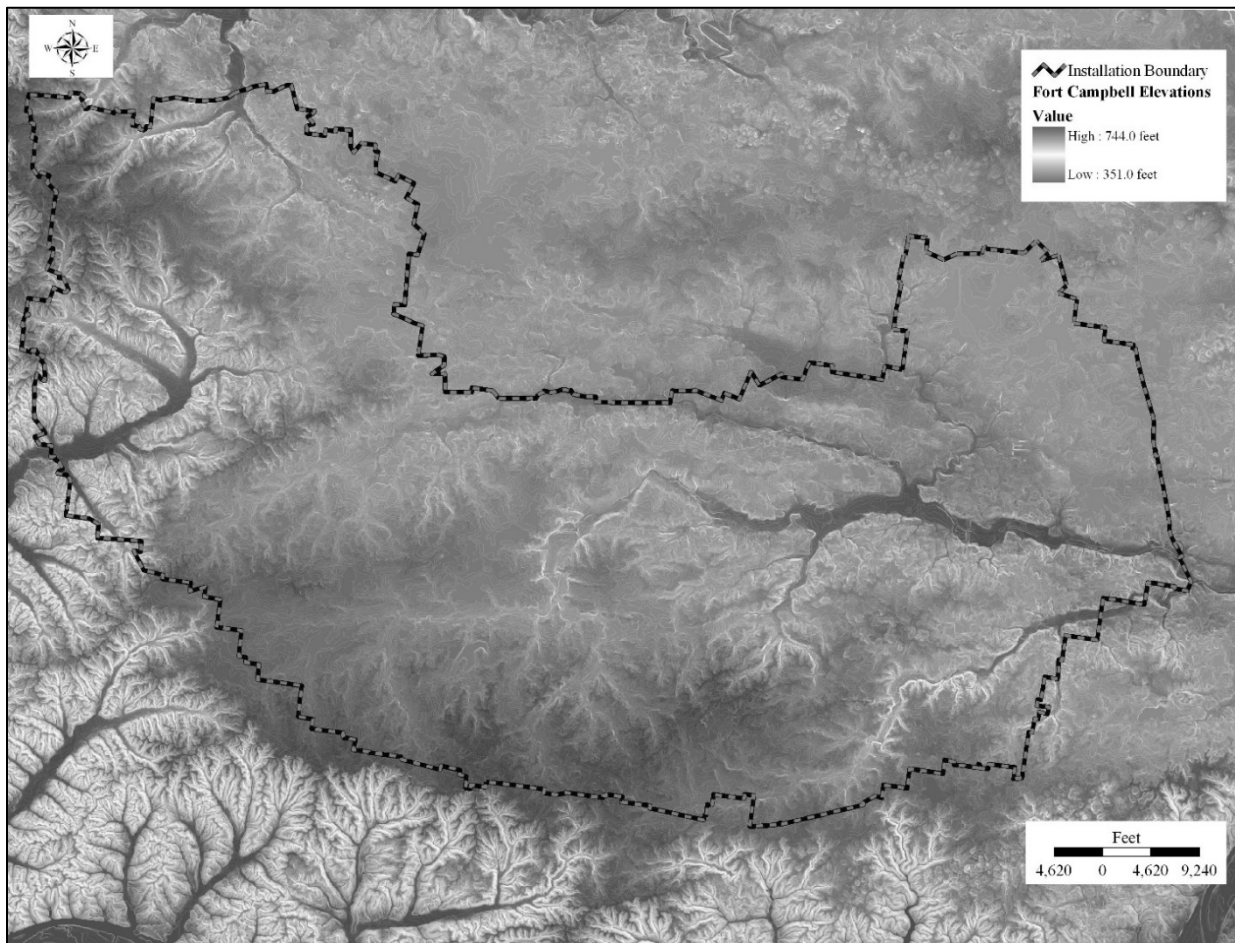 N
W E
S
Installation Boundary
Fort Campbell Elevations
Value
High : 744.0 feet
Low : 351.0 feet
Feet
4,620 0 4,620 9,240